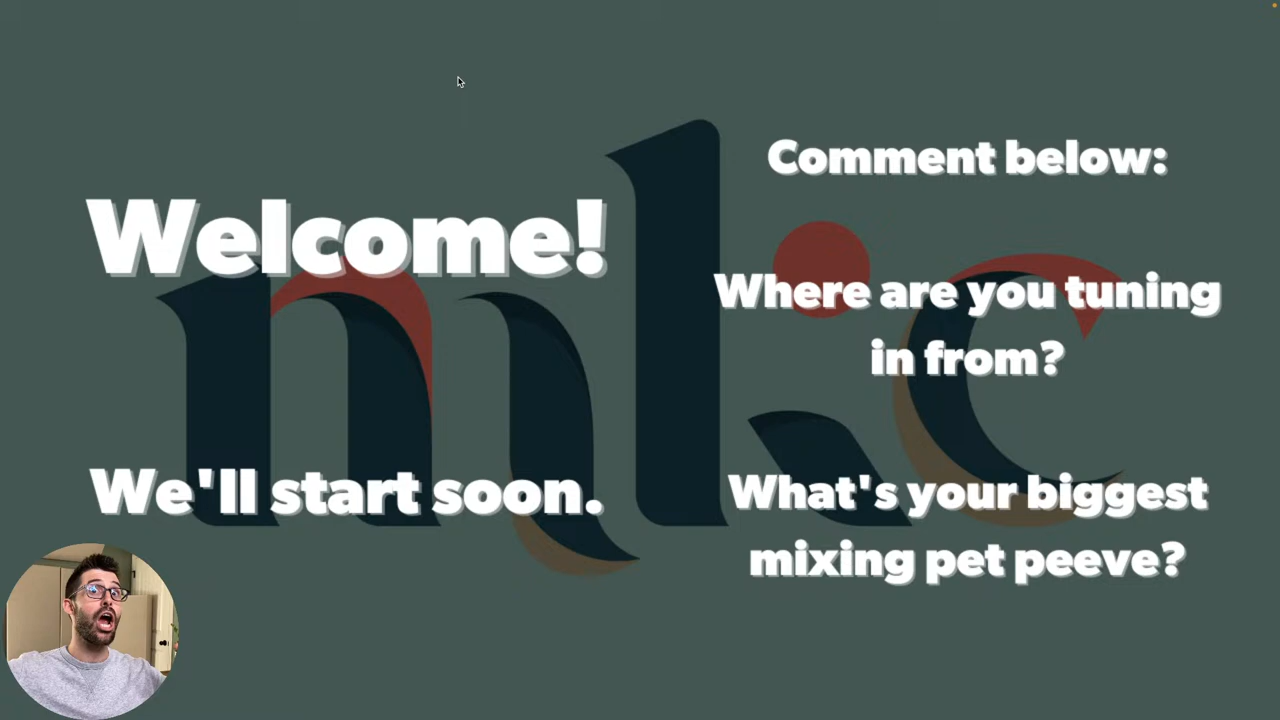 Welcome!
We'll start soon.
Comment below:
Where are you tuning
in from?
What's your biggest
mixing pet peeve?